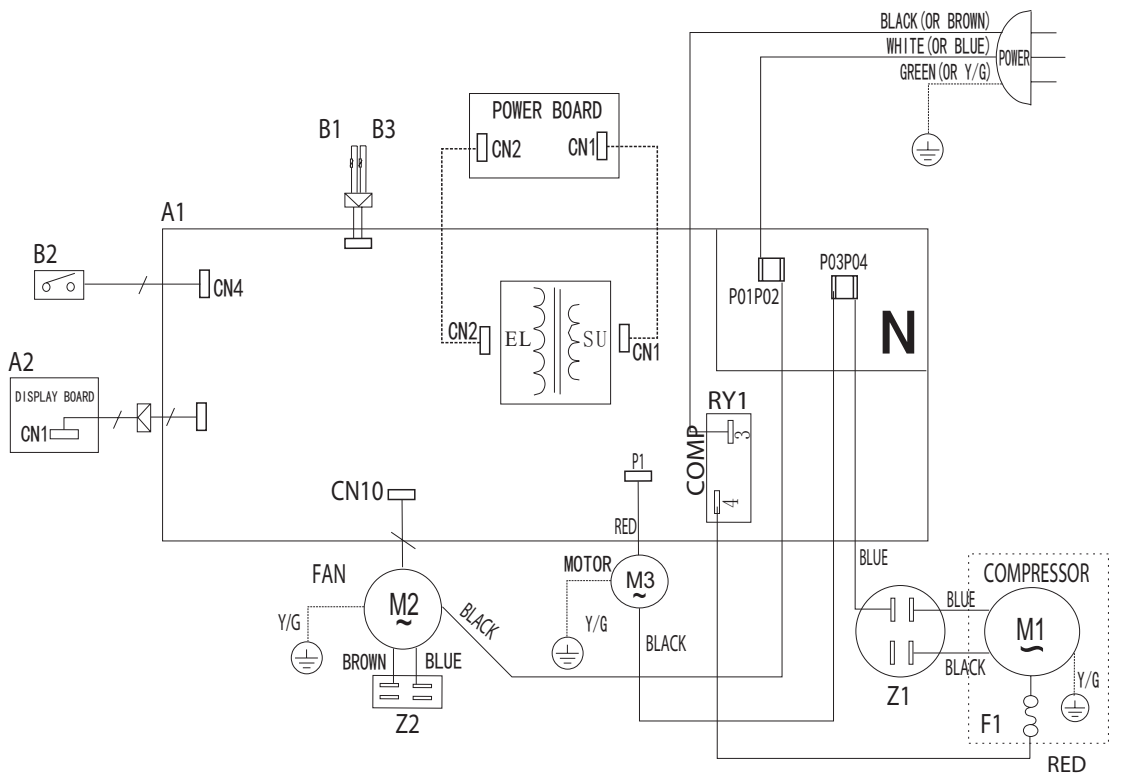 BLACK(OR BROWN)
WHITE(OR BLUE)
POWER
GREEN(OR Y/G)
POWER BOARD
CN2
CN1
B1
B3
A1
B2
CN4
P01P02
P03P04
N
CN2
EL
SU
CN1
A2
DISPLAY BOARD
CN1
RY1
COMP
3
4
P1
CN10
RED
FAN
MOTOR
M3
~
BLUE
COMPRESSOR
M2
~
Y/G
BLACK
Y/G
BLACK
BLUE
M1
~
BROWN
BLUE
BLACK
Y/G
Z2
Z1
F1
RED